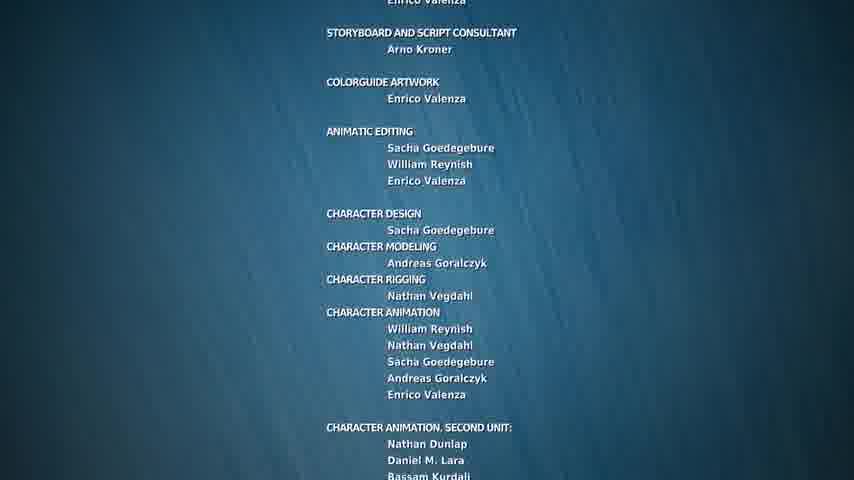 Enrico Valenza
STORYBOARD AND SCRIPT CONSULTANT
Arno Kroner
COLORGUIDE ARTWORK
Enrico Valenza
ANIMATIC EDITING
Sacha Goedegebure
William Reynish
Enrico Valenza
CHARACTER DESIGN
Sacha Goedegebure
CHARACTER MODELING
Andreas Goralczyk
CHARACTER RIGGING
Nathan Vegdahl
CHARACTER ANIMATION
William Reynish
Nathan Vegdahl
Sacha Goedegebure
Andreas Goralczyk
Enrico Valenza
CHARACTER ANIMATION, SECOND UNIT:
Nathan Dunlap
Daniel M. Lara
Bassam Kurdali